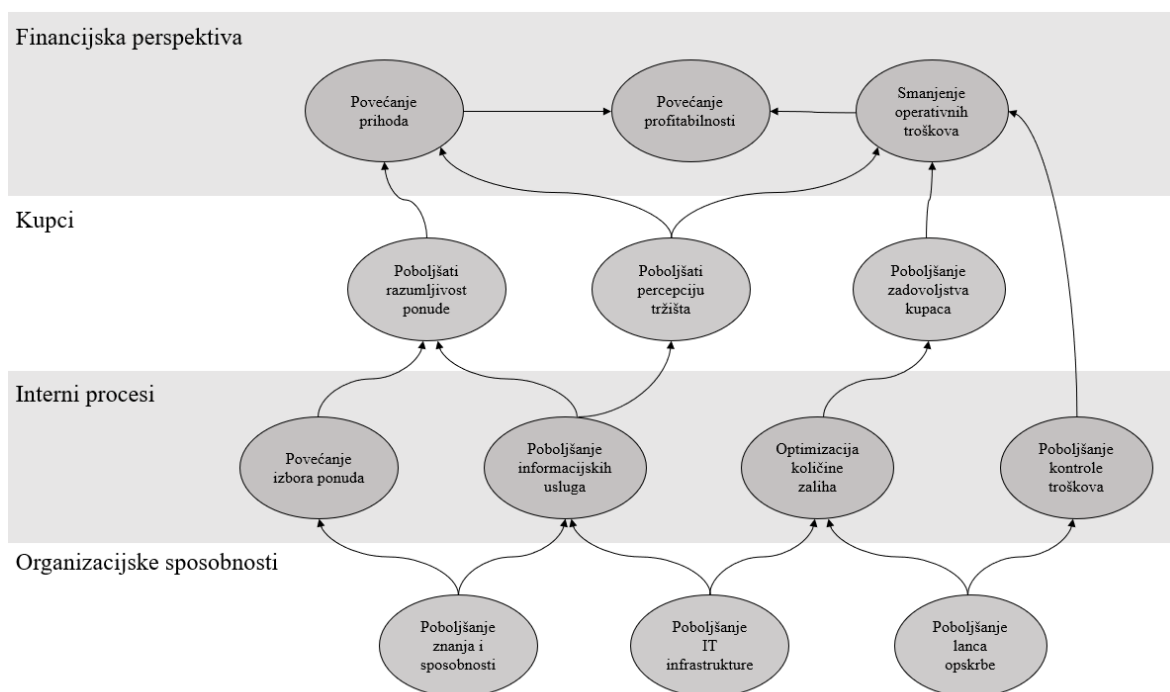 Financijska perspektiva
Povećanje
prihoda
Povećanje
profitabilnosti
Smanjenje
operativnih
troškova
Kupci
Poboljšati
razumljivost
ponude
Poboljšati
percepciju
tržišta
Poboljšanje
zadovoljstva
kupaca
Interni procesi
Povećanje
izbora ponuda
Poboljšanje
informacijskih
usluga
Optimizacija
količine
zaliha
Poboljšanje
kontrole
troškova
Organizacijske sposobnosti
Poboljšanje
znanja i
sposobnosti
Poboljšanje
IT
infrastrukture
Poboljšanje
lanca
opskrbe